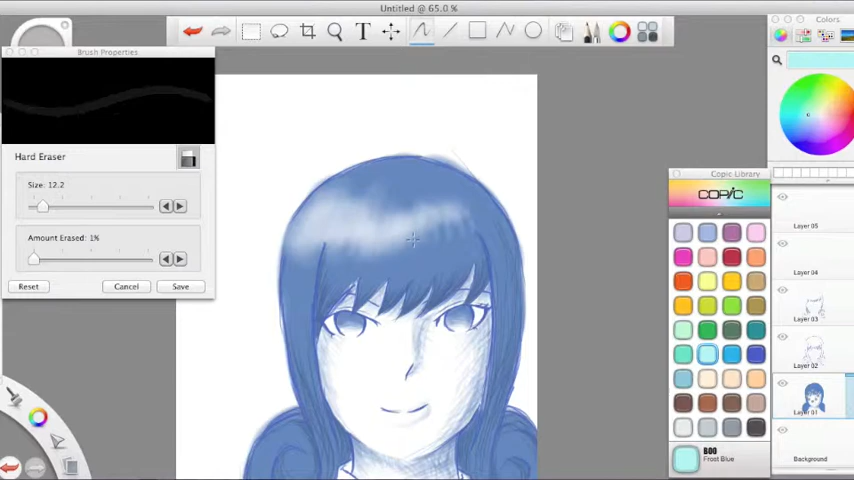 Untitled @ 65.0 %
Brush Properties
Colors
T
Hard Eraser
Size: 12.2
Amount Erased: 1%
Reset
Cancel
Save
Copic Library
COPIC
B00
Frost Blue
Layer 05
Layer 04
Layer 03
Layer 02
Layer 01
Background